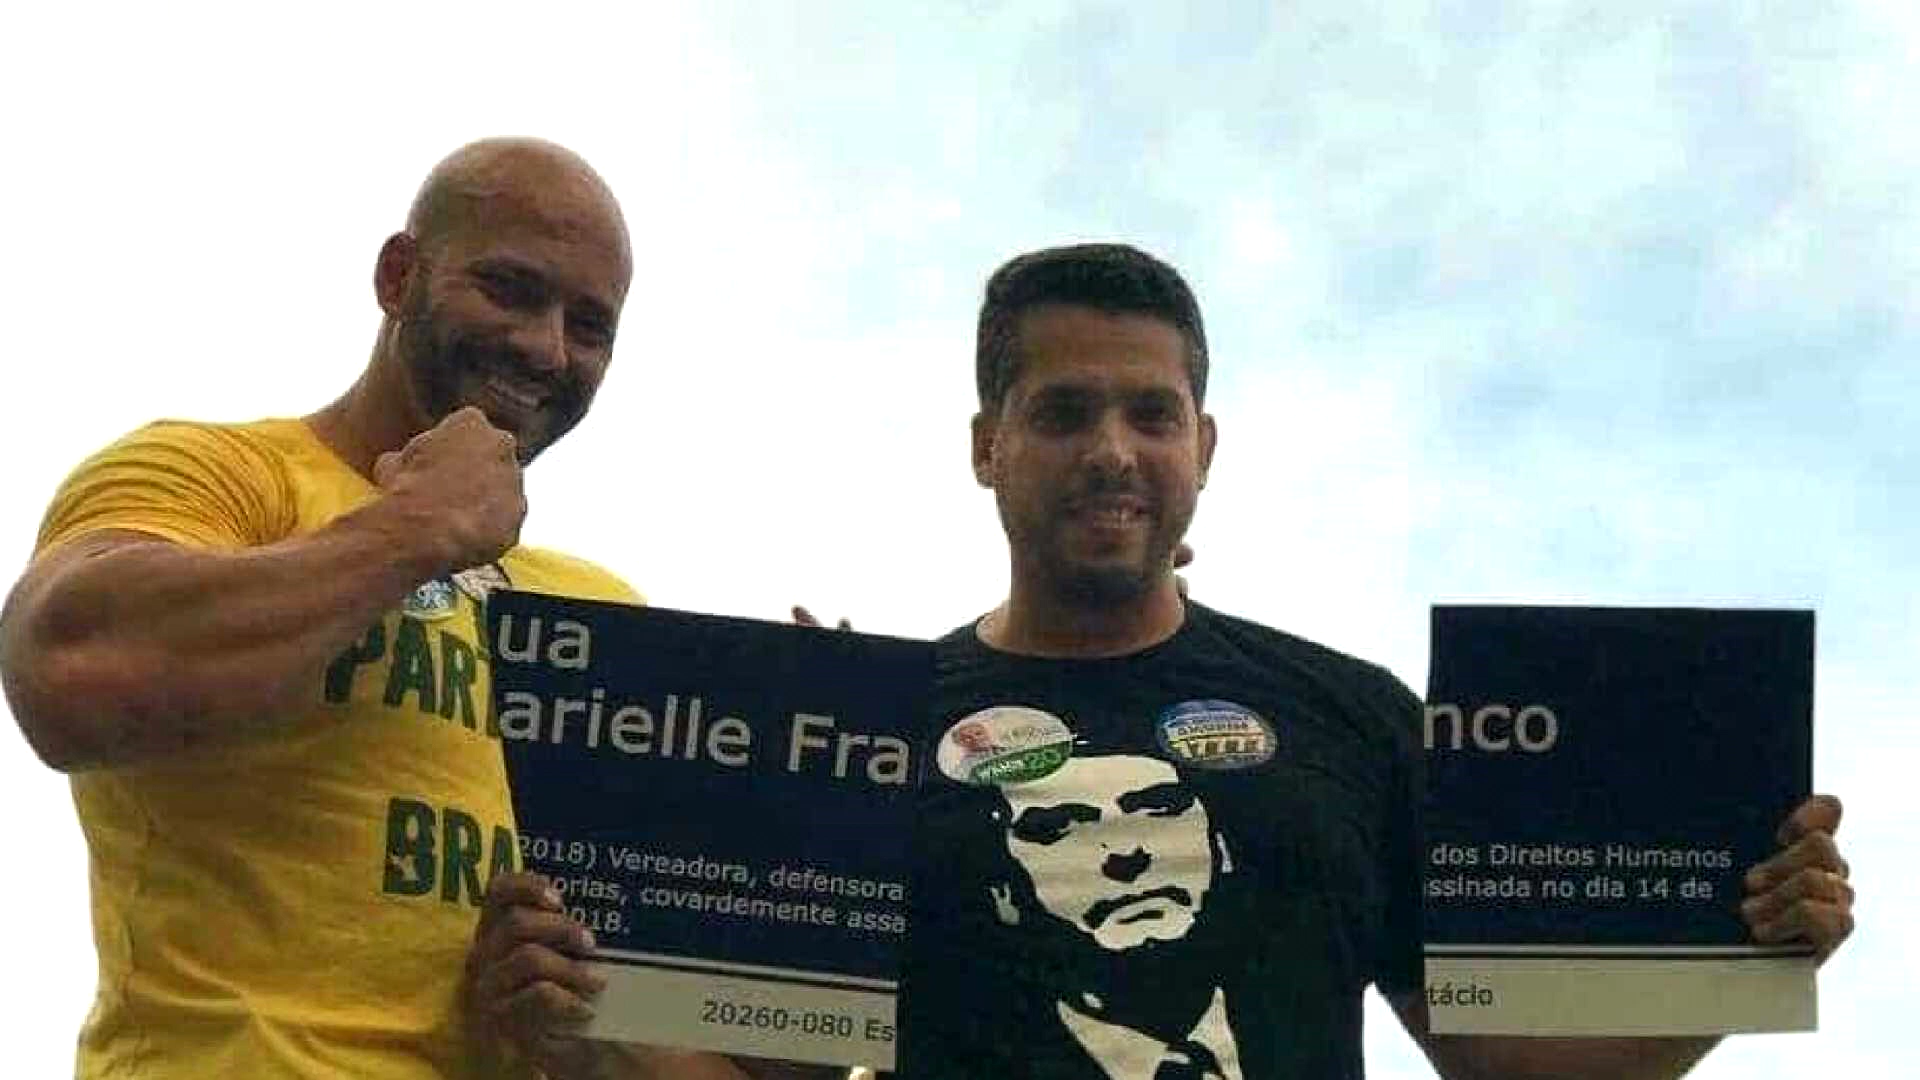 ua
arielle Fra
nco
2018) Vereadora, defensora
dos Direitos Humanos
orias, covardemente assa
ssinada no dia 14 de
2018.
20260-080 Es
tácio
PART
BRA